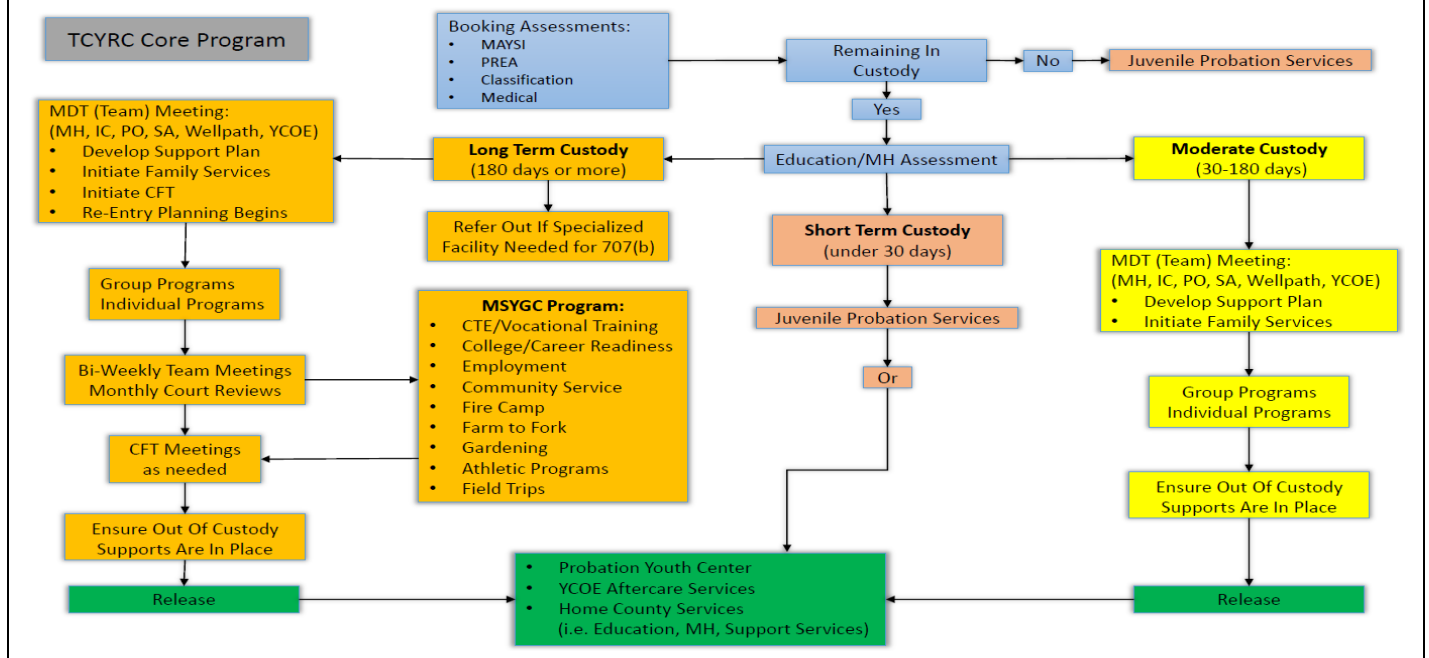 TCYRC Core Program
Booking Assessments:
• MAYSI
• PREA
• Classification
• Medical
Remaining In
Custody
No
Juvenile Probation Services
Yes
Education/MH Assessment
MDT (Team) Meeting:
(MH, IC, PO, SA, Wellpath, YCOE)
• Develop Support Plan
• Initiate Family Services
• Initiate CFT
• Re-Entry Planning Begins
Long Term Custody
(180 days or more)
Refer Out If Specialized
Facility Needed for 707(b)
Group Programs
Individual Programs
Bi-Weekly Team Meetings
Monthly Court Reviews
MSYGC Program:
• CTE/Vocational Training
• College/Career Readiness
• Employment
• Community Service
• Fire Camp
• Farm to Fork
• Gardening
• Athletic Programs
• Field Trips
CFT Meetings
as needed
Ensure Out Of Custody
Supports Are In Place
Release
Short Term Custody
(under 30 days)
Juvenile Probation Services
Or
Moderate Custody
(30-180 days)
MDT (Team) Meeting:
(MH, IC, PO, SA, Wellpath, YCOE)
• Develop Support Plan
• Initiate Family Services
Group Programs
Individual Programs
Ensure Out Of Custody
Supports Are In Place
Release
• Probation Youth Center
• YCOE Aftercare Services
• Home County Services
(i.e. Education, MH, Support Services)